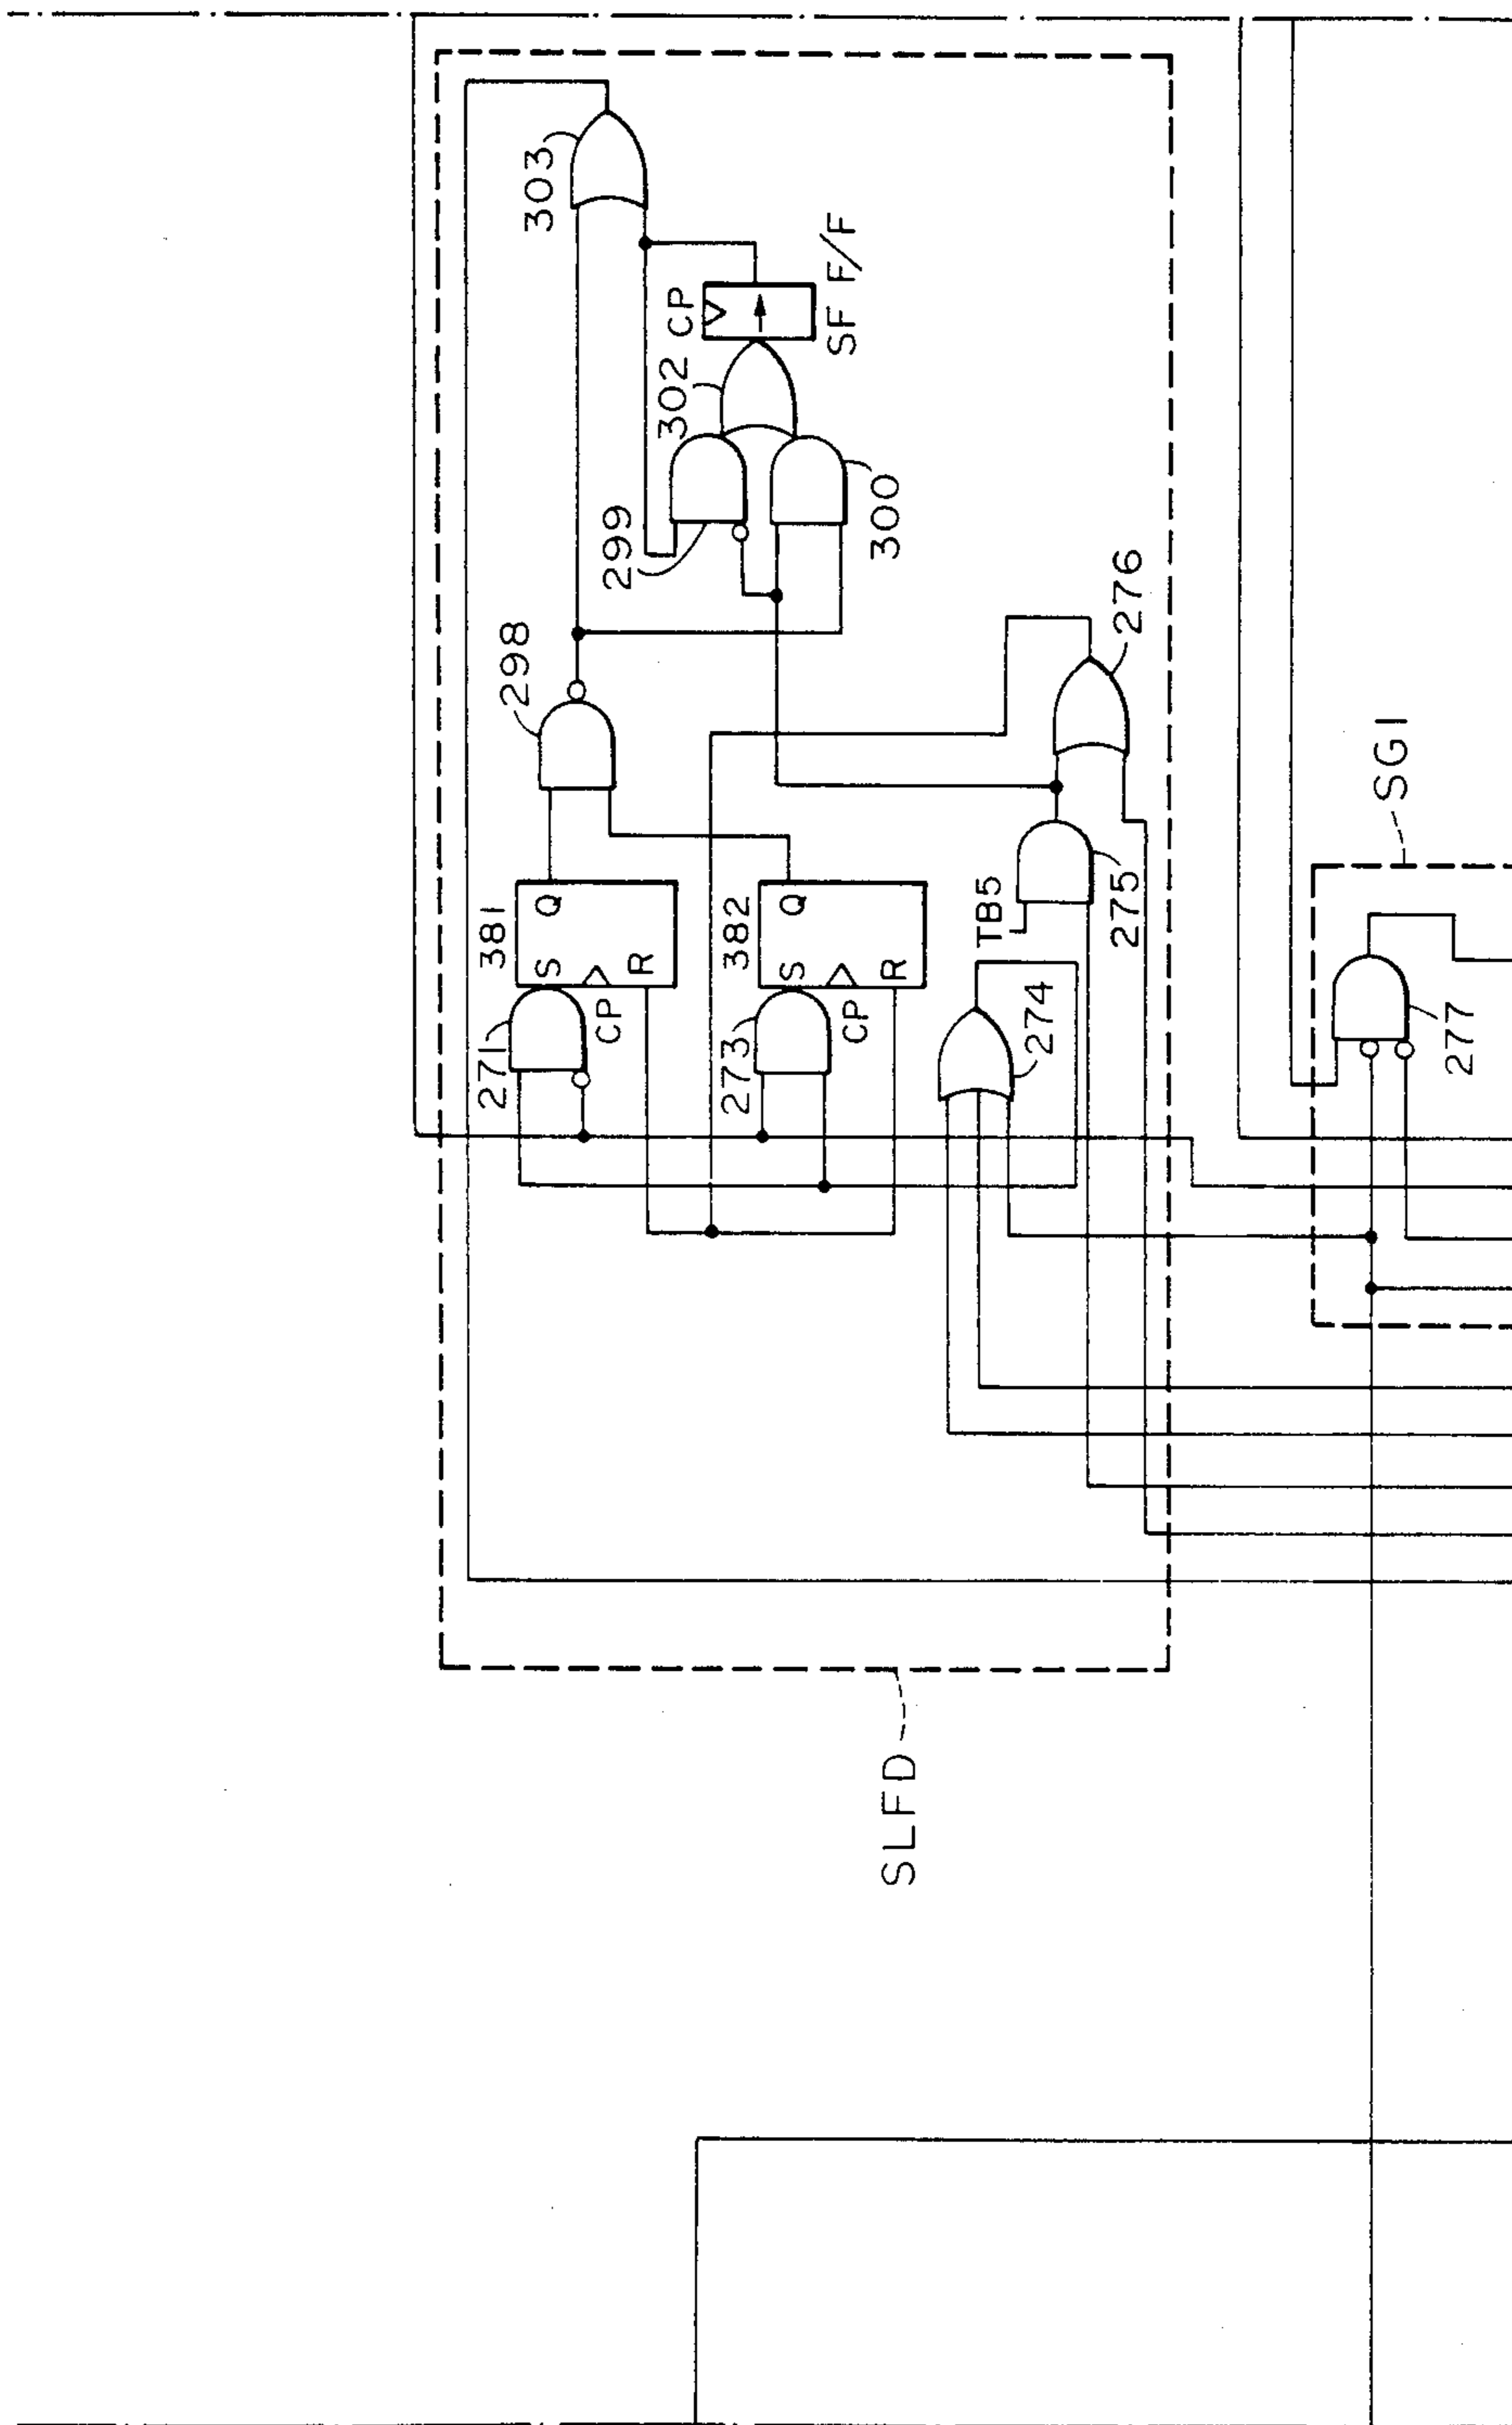 303
CP
SF F/F
302
299
300
298
276
381
Q
S
R
CP
271
382
Q
S
R
CP
273
TB5
275
274
SG1
277
SLFD